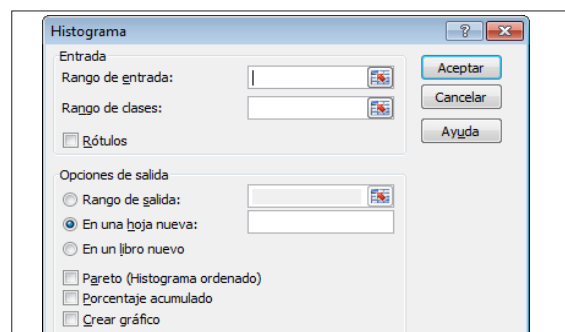 Histograma
Entrada
Rango de entrada:
Rango de clases:
Rótulos
Aceptar
Cancelar
Ayuda
Opciones de salida
Rango de salida:
En una hoja nueva:
En un libro nuevo
Pareto (Histograma ordenado)
Porcentaje acumulado
Crear gráfico